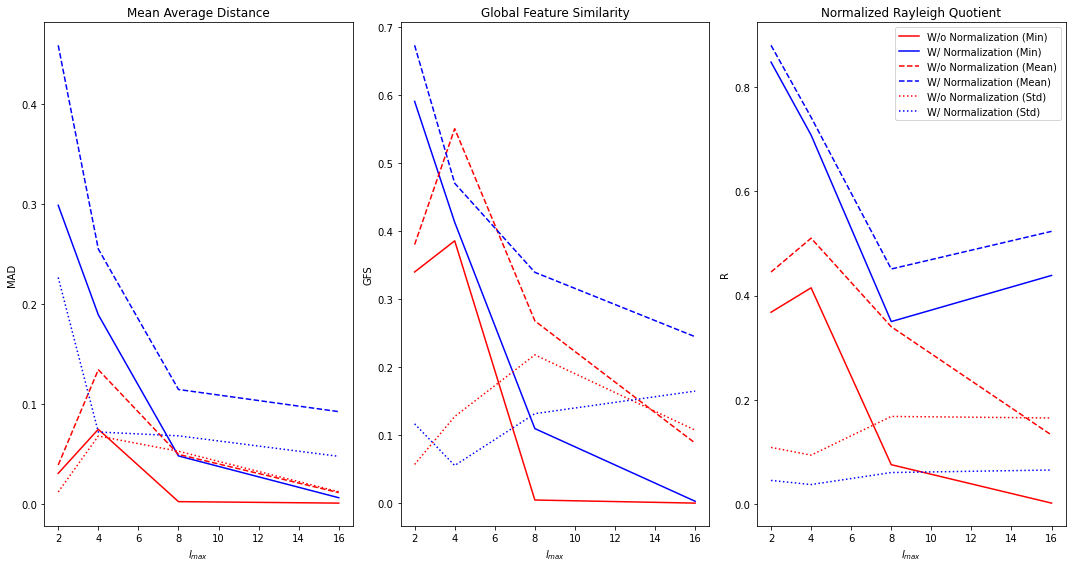 Mean Average Distance
MAD
0.4
0.3
0.2
0.1
0.0
2 4 6 8 10 12 14 16
l_max
Global Feature Similarity
GFS
0.7
0.6
0.5
0.4
0.3
0.2
0.1
0.0
2 4 6 8 10 12 14 16
l_max
Normalized Rayleigh Quotient
R
0.8
0.6
0.4
0.2
0.0
2 4 6 8 10 12 14 16
l_max
W/o Normalization (Min)
W/ Normalization (Min)
W/o Normalization (Mean)
W/ Normalization (Mean)
W/o Normalization (Std)
W/ Normalization (Std)